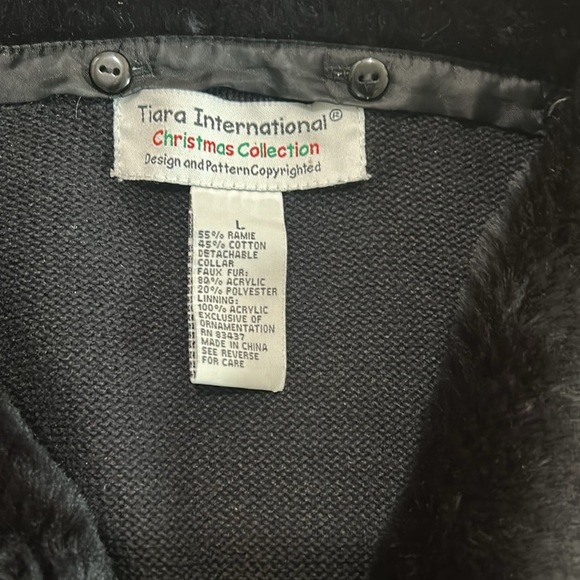 Tiara International®
Christmas Collection
Design and Pattern Copyrighted
L
55% RAMIE
45% COTTON
DETACHABLE
COLLAR
FAUX FUR:
80% ACRYLIC
20% POLYESTER
LINNING:
100% ACRYLIC
EXCLUSIVE OF
ORNAMENTATION
RN 83437
MADE IN CHINA
SEE REVERSE
FOR CARE